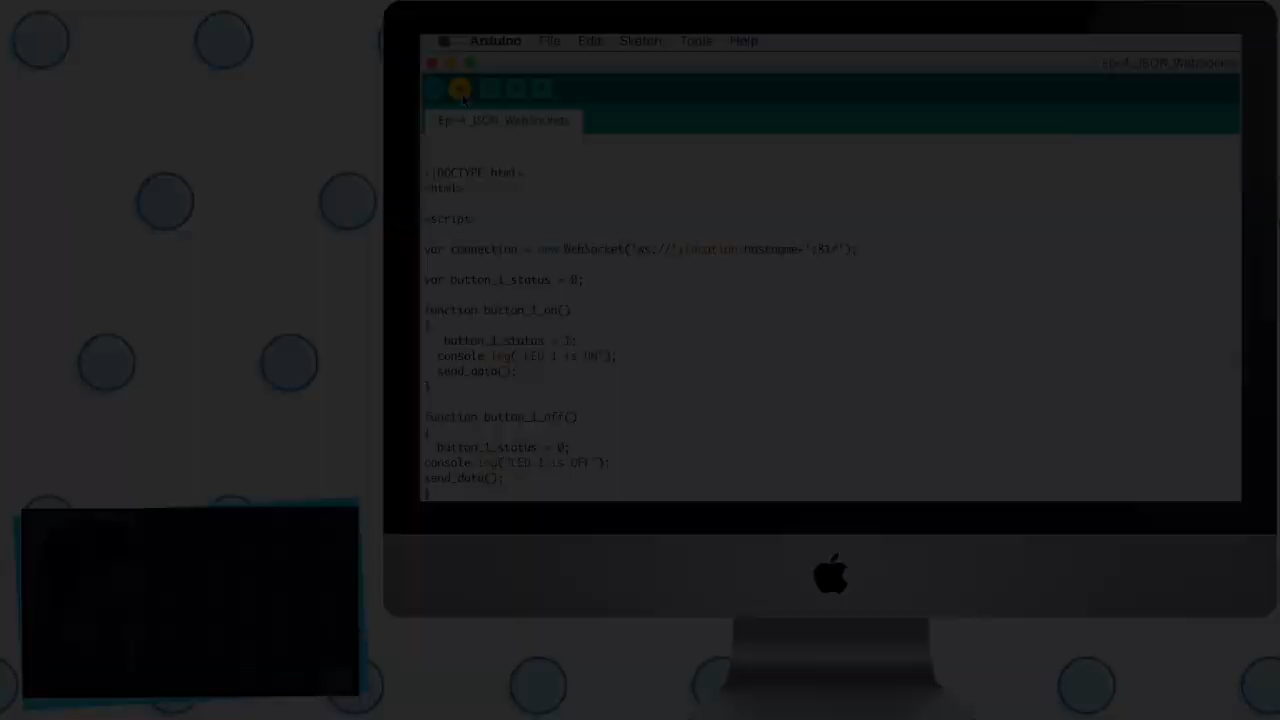 Arduino File Edit Sketch Tools Help
Ep-4_JSON_WebSockets
<!DOCTYPE html>
<html>
<script>
var connection = new WebSocket('ws://'+location.hostname+':81/');
var button_1_status = 0;
function button_1_on()
{
button_1_status = 1;
console.log("LED 1 is ON");
send_data();
}
function button_1_off()
{
button_1_status = 0;
console.log("LED 1 is OFF");
send_data();
}